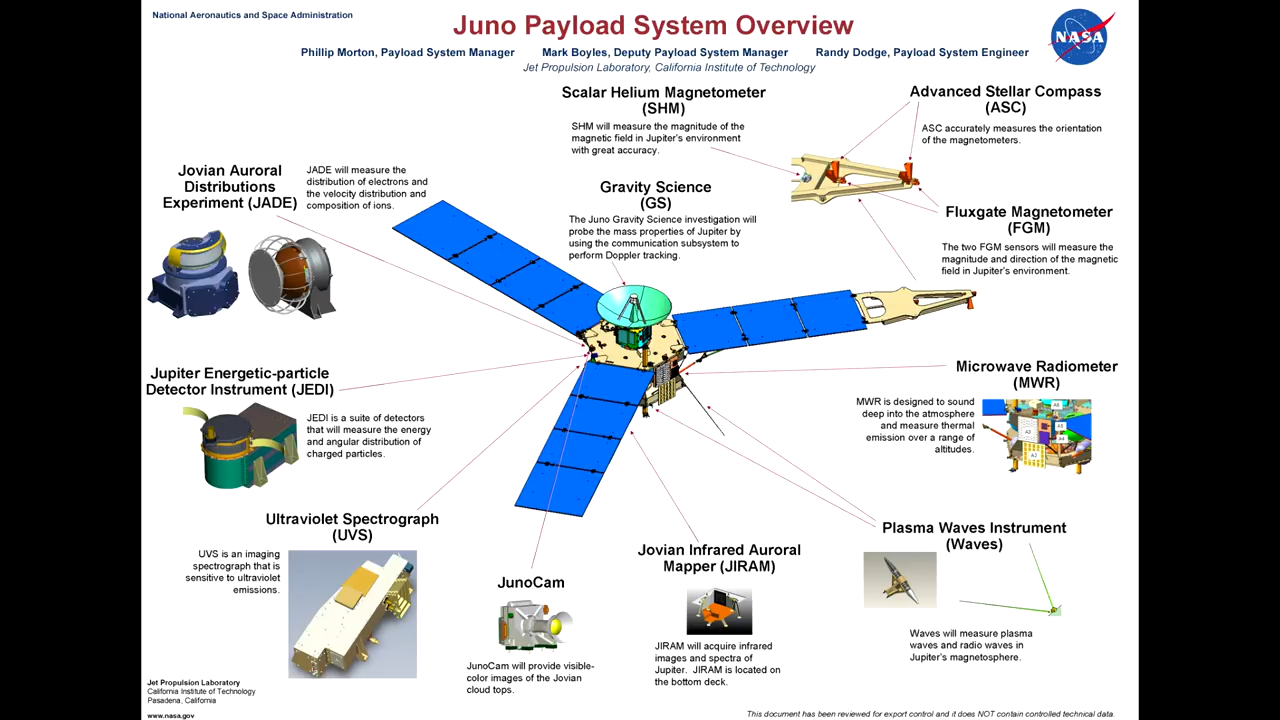 National Aeronautics and Space Administration
Juno Payload System Overview
Phillip Morton, Payload System Manager Mark Boyles, Deputy Payload System Manager Randy Dodge, Payload System Engineer
Jet Propulsion Laboratory, California Institute of Technology
NASA
Scalar Helium Magnetometer
(SHM)
SHM will measure the magnitude of the
magnetic field in Jupiter's environment
with great accuracy.
Advanced Stellar Compass
(ASC)
ASC accurately measures the orientation
of the magnetometers.
Jovian Auroral
Distributions
Experiment (JADE)
JADE will measure the
distribution of electrons and
the velocity distribution and
composition of ions.
Gravity Science
(GS)
The Juno Gravity Science investigation will
probe the mass properties of Jupiter by
using the communication subsystem to
perform Doppler tracking.
Fluxgate Magnetometer
(FGM)
The two FGM sensors will measure the
magnitude and direction of the magnetic
field in Jupiter's environment.
Jupiter Energetic-particle
Detector Instrument (JEDI)
JEDI is a suite of detectors
that will measure the energy
and angular distribution of
charged particles.
Microwave Radiometer
(MWR)
MWR is designed to sound
deep into the atmosphere
and measure thermal
emission over a range of
altitudes.
A6
A3
A5
A4
A2
Ultraviolet Spectrograph
(UVS)
UVS is an imaging
spectrograph that is
sensitive to ultraviolet
emissions.
JunoCam
JunoCam will provide visible-
color images of the Jovian
cloud tops.
Jovian Infrared Auroral
Mapper (JIRAM)
JIRAM will acquire infrared
images and spectra of
Jupiter. JIRAM is located on
the bottom deck.
Plasma Waves Instrument
(Waves)
Waves will measure plasma
waves and radio waves in
Jupiter's magnetosphere.
Jet Propulsion Laboratory
California Institute of Technology
Pasadena, California
www.nasa.gov
This document has been reviewed for export control and it does NOT contain controlled technical data.